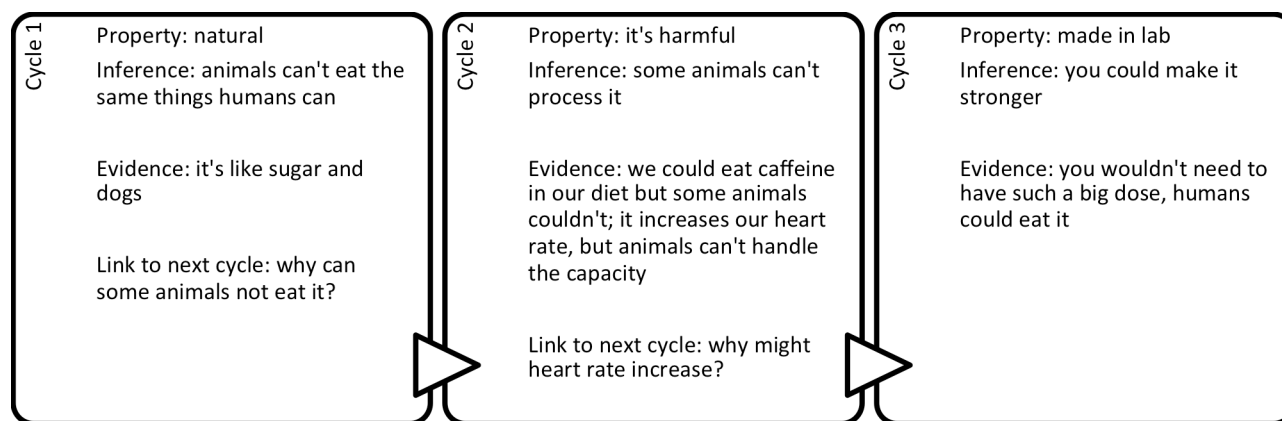 Cycle 1
Property: natural
Inference: animals can't eat the
same things humans can
Evidence: it's like sugar and
dogs
Link to next cycle: why can
some animals not eat it?
Cycle 2
Property: it's harmful
Inference: some animals can't
process it
Evidence: we could eat caffeine
in our diet but some animals
couldn't; it increases our heart
rate, but animals can't handle
the capacity
Link to next cycle: why might
heart rate increase?
Cycle 3
Property: made in lab
Inference: you could make it
stronger
Evidence: you wouldn't need to
have such a big dose, humans
could eat it